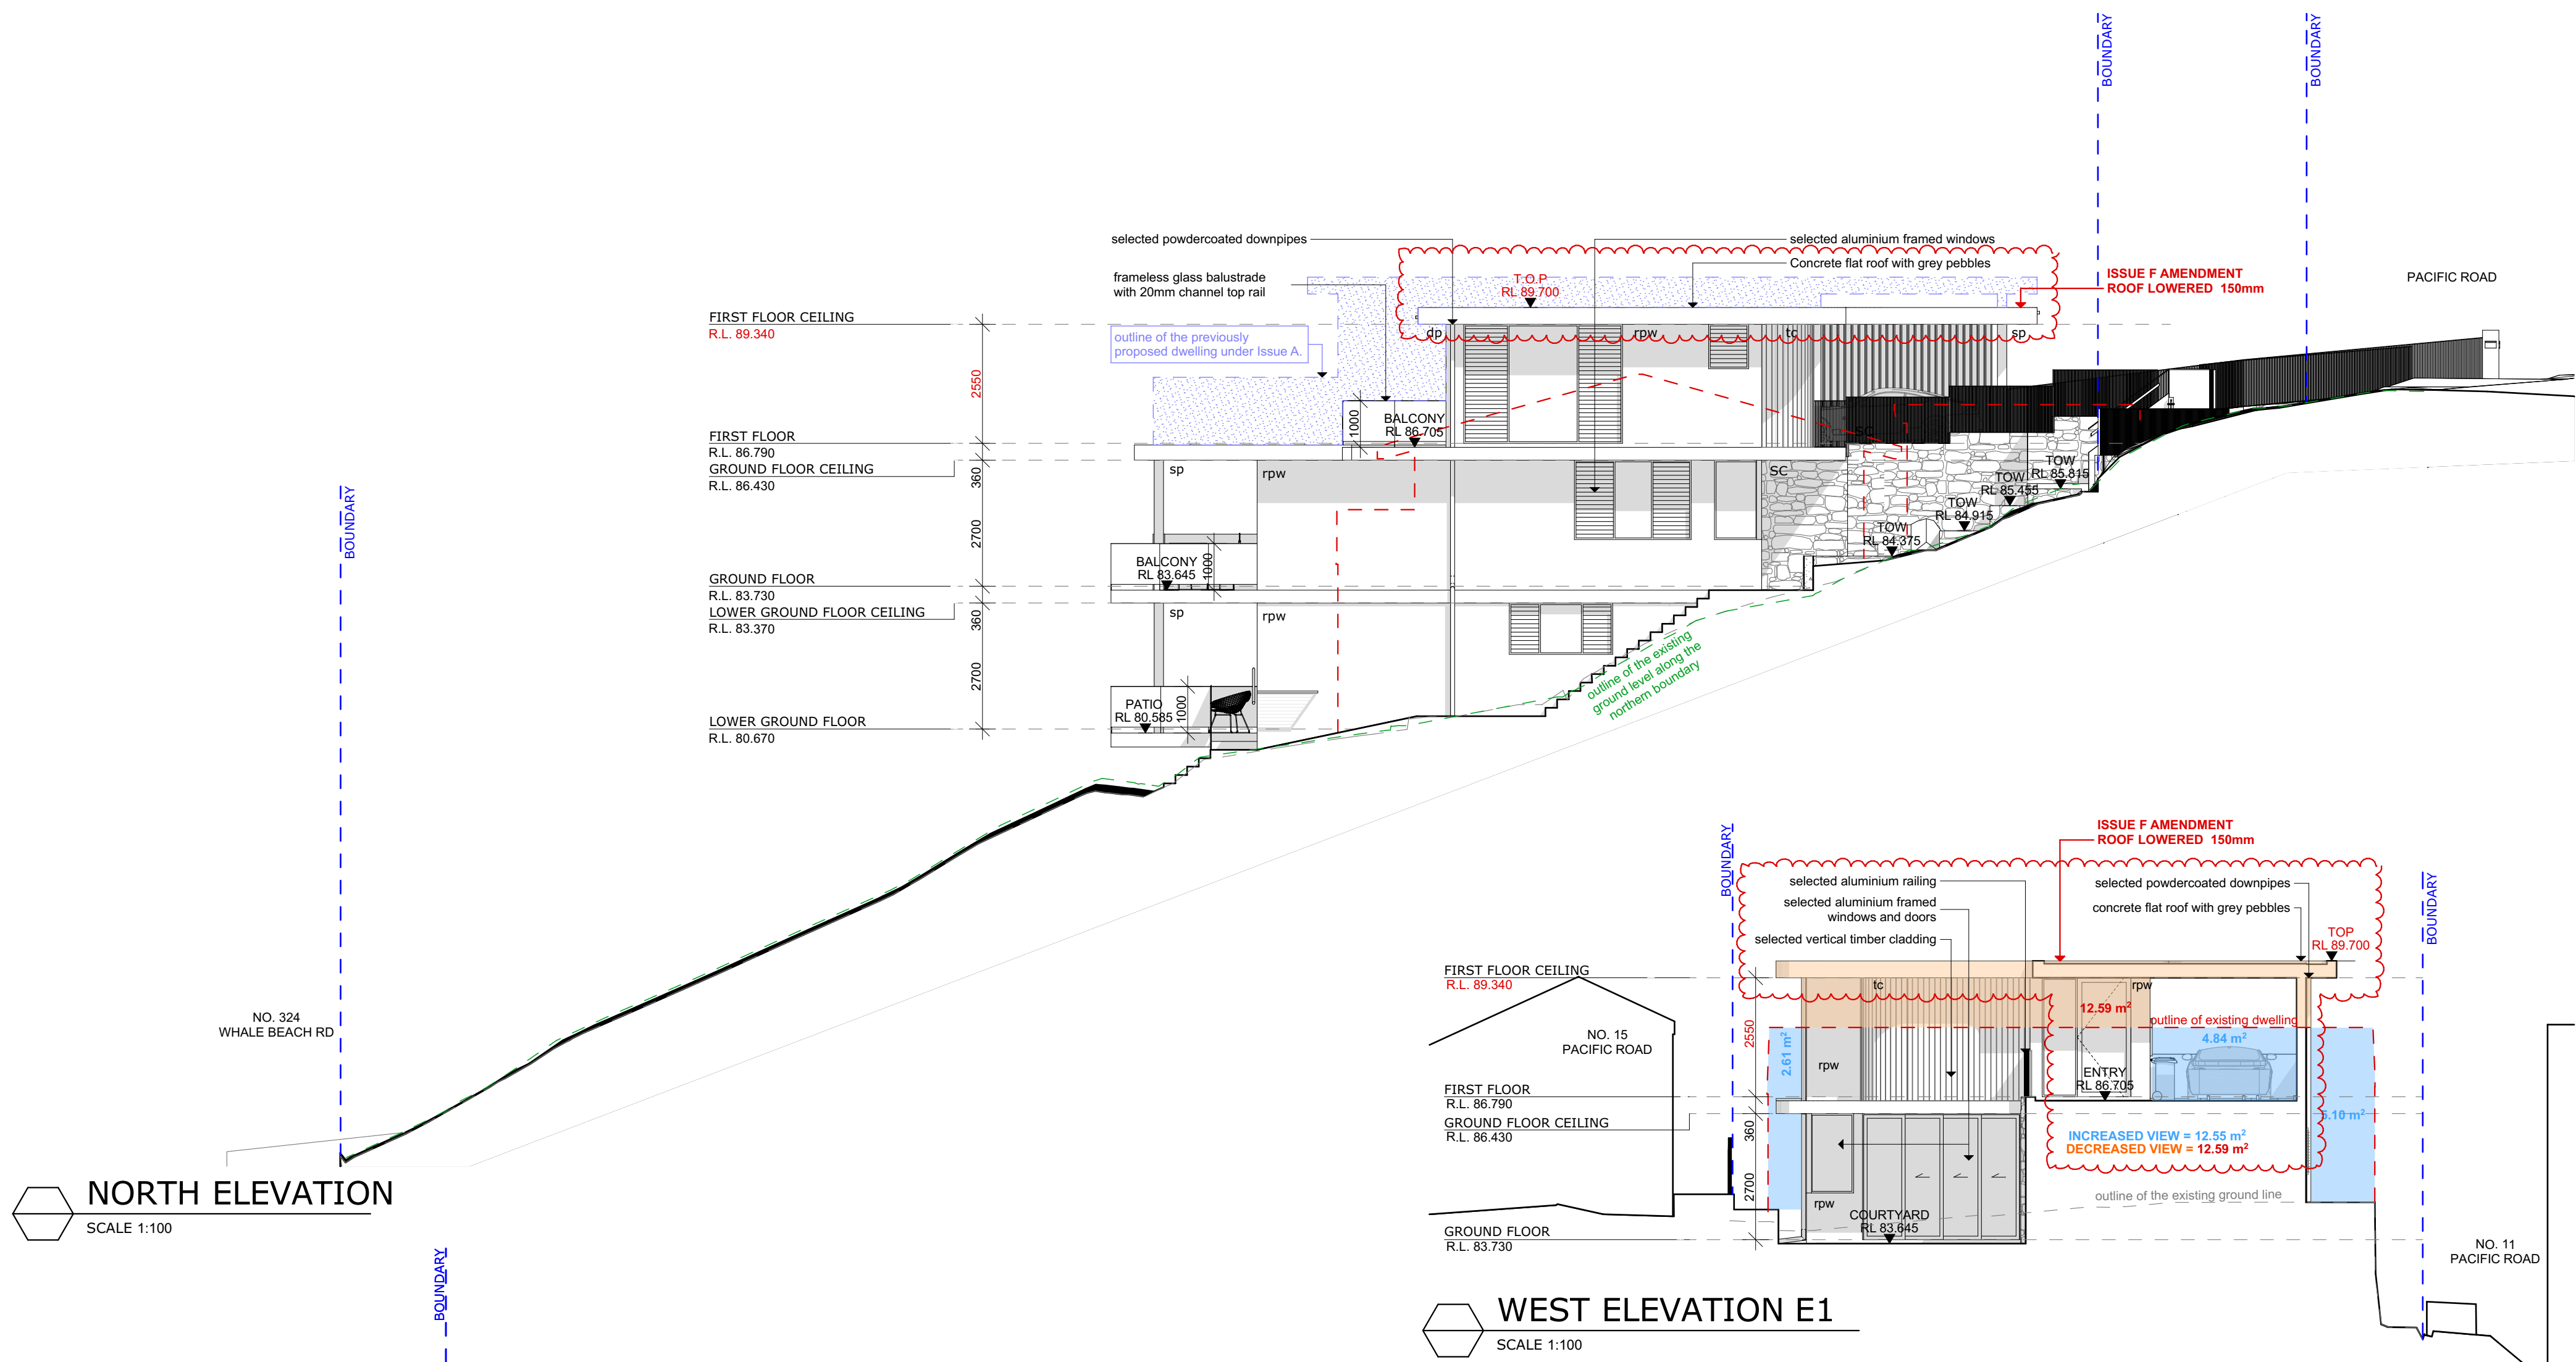 BOUNDARY
BOUNDARY
PACIFIC ROAD
selected powdercoated downpipes
selected aluminium framed windows
frameless glass balustrade
with 20mm channel top rail
Concrete flat roof with grey pebbles
T.O.P
RL 89.700
ISSUE F AMENDMENT
ROOF LOWERED 150mm
FIRST FLOOR CEILING
R.L. 89.340
outline of the previously
proposed dwelling under Issue A.
dp
rpw
tc
sp
2550
1000
BALCONY
RL 86.705
SC
FIRST FLOOR
R.L. 86.790
GROUND FLOOR CEILING
R.L. 86.430
360
sp
rpw
SC
TOW
RL 85.815
TOW
RL 85.455
TOW
RL 84.915
TOW
RL 84.375
BOUNDARY
2700
BALCONY
RL 83.645
1000
GROUND FLOOR
R.L. 83.730
LOWER GROUND FLOOR CEILING
R.L. 83.370
360
sp
rpw
2700
outline of the existing
ground level along the
northern boundary
PATIO
RL 80.585
1000
LOWER GROUND FLOOR
R.L. 80.670
NO. 324
WHALE BEACH RD
NORTH ELEVATION
SCALE 1:100
BOUNDARY
BOUNDARY
BOUNDARY
ISSUE F AMENDMENT
ROOF LOWERED 150mm
selected aluminium railing
selected aluminium framed
windows and doors
selected vertical timber cladding
selected powdercoated downpipes
concrete flat roof with grey pebbles
TOP
RL 89.700
FIRST FLOOR CEILING
R.L. 89.340
NO. 15
PACIFIC ROAD
tc
rpw
12.59 m²
outline of existing dwelling
2550
2.61 m²
4.84 m²
rpw
ENTRY
RL 86.705
FIRST FLOOR
R.L. 86.790
GROUND FLOOR CEILING
R.L. 86.430
360
5.10 m²
INCREASED VIEW = 12.55 m²
DECREASED VIEW = 12.59 m²
2700
rpw
outline of the existing ground line
COURTYARD
RL 83.645
GROUND FLOOR
R.L. 83.730
NO. 11
PACIFIC ROAD
WEST ELEVATION E1
SCALE 1:100